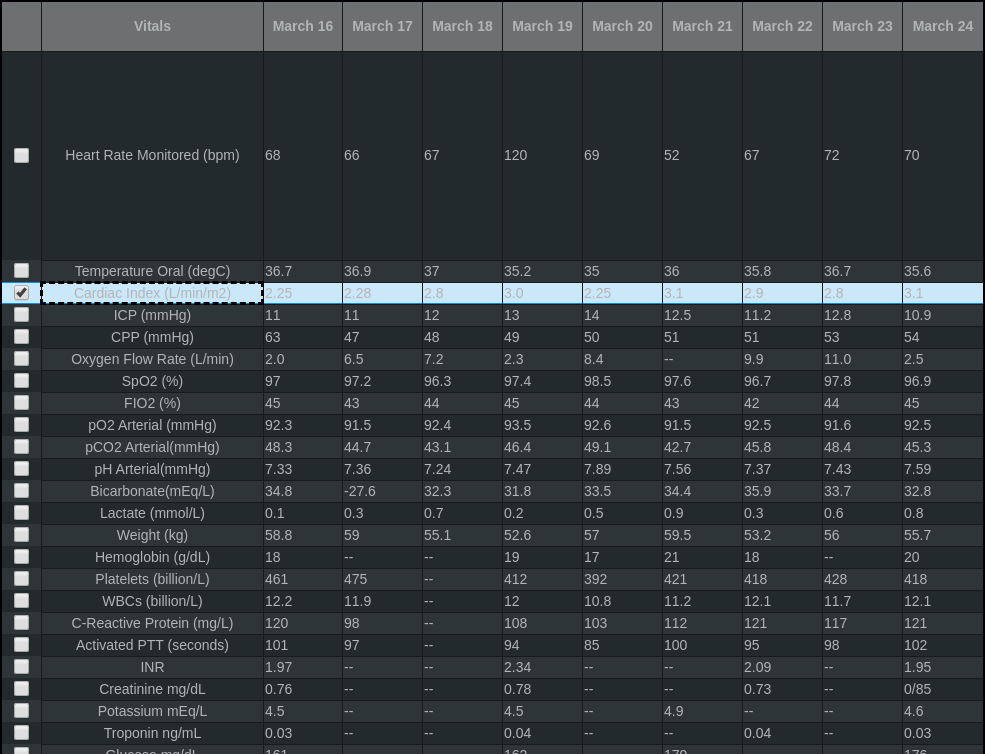 Vitals March 16 March 17 March 18 March 19 March 20 March 21 March 22 March 23 March 24
Heart Rate Monitored (bpm) 68 66 67 120 69 52 67 72 70
Temperature Oral (degC) 36.7 36.9 37 35.2 35 36 35.8 36.7 35.6
Cardiac Index (L/min/m2) 2.25 2.28 2.8 3.0 2.25 3.1 2.9 2.8 3.1
ICP (mmHg) 11 11 12 13 14 12.5 11.2 12.8 10.9
CPP (mmHg) 63 47 48 49 50 51 51 53 54
Oxygen Flow Rate (L/min) 2.0 6.5 7.2 2.3 8.4 -- 9.9 11.0 2.5
SpO2 (%) 97 97.2 96.3 97.4 98.5 97.6 96.7 97.8 96.9
FIO2 (%) 45 43 44 45 44 43 42 44 45
pO2 Arterial (mmHg) 92.3 91.5 92.4 93.5 92.6 91.5 92.5 91.6 92.5
pCO2 Arterial(mmHg) 48.3 44.7 43.1 46.4 49.1 42.7 45.8 48.4 45.3
pH Arterial(mmHg) 7.33 7.36 7.24 7.47 7.89 7.56 7.37 7.43 7.59
Bicarbonate(mEq/L) 34.8 -27.6 32.3 31.8 33.5 34.4 35.9 33.7 32.8
Lactate (mmol/L) 0.1 0.3 0.7 0.2 0.5 0.9 0.3 0.6 0.8
Weight (kg) 58.8 59 55.1 52.6 57 59.5 53.2 56 55.7
Hemoglobin (g/dL) 18 -- -- 19 17 21 18 -- 20
Platelets (billion/L) 461 475 -- 412 392 421 418 428 418
WBCs (billion/L) 12.2 11.9 -- 12 10.8 11.2 12.1 11.7 12.1
C-Reactive Protein (mg/L) 120 98 -- 108 103 112 121 117 121
Activated PTT (seconds) 101 97 -- 94 85 100 95 98 102
INR 1.97 -- -- 2.34 -- -- 2.09 -- 1.95
Creatinine mg/dL 0.76 -- -- 0.78 -- -- 0.73 -- 0/85
Potassium mEq/L 4.5 -- -- 4.5 -- 4.9 -- -- 4.6
Troponin ng/mL 0.03 -- -- 0.04 -- -- 0.04 -- 0.03
Glucose mg/dL 161 162 179 176